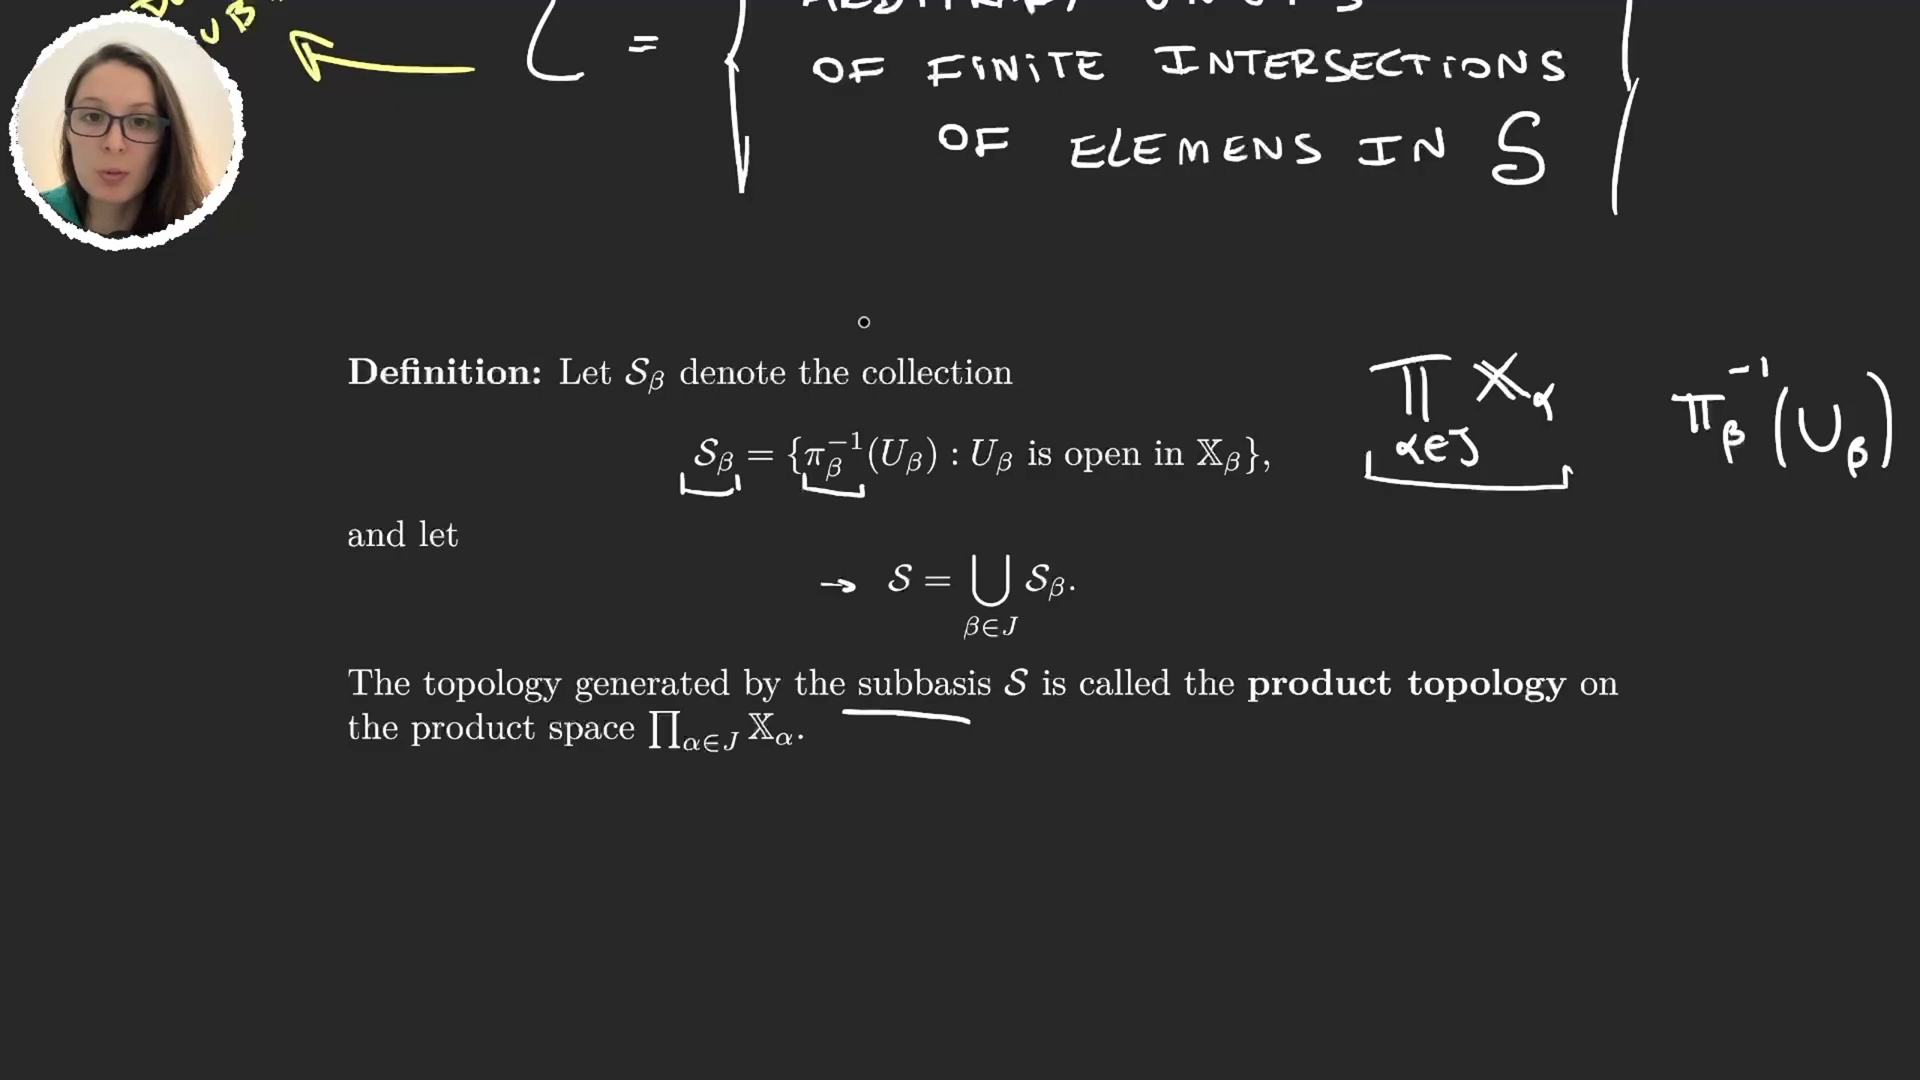 UB
τ = {
OF FINITE INTERSECTIONS
OF ELEMENS IN S
Definition: Let 𝒮_β denote the collection
𝒮_β = {π_β^{-1}(U_β) : U_β is open in 𝕏_β},
∏_{α∈J} 𝕏_α
π_β^{-1}(U_β)
and let
→ 𝒮 = ⋃_{β∈J} 𝒮_β.
The topology generated by the subbasis 𝒮 is called the product topology on
the product space ∏_{α∈J} 𝕏_α.